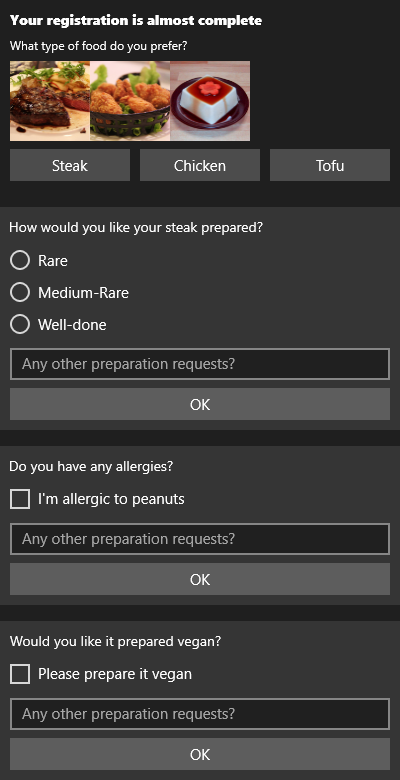 Your registration is almost complete
What type of food do you prefer?
Steak Chicken Tofu
How would you like your steak prepared?
Rare
Medium-Rare
Well-done
Any other preparation requests?
OK
Do you have any allergies?
I'm allergic to peanuts
Any other preparation requests?
OK
Would you like it prepared vegan?
Please prepare it vegan
Any other preparation requests?
OK